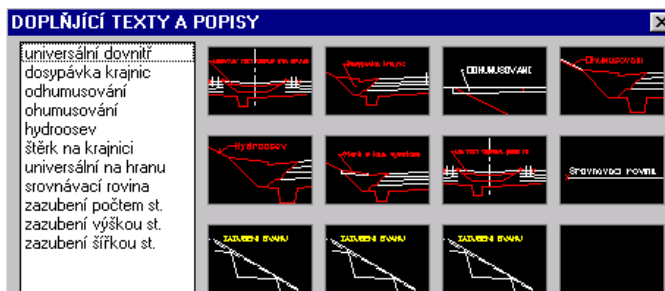 DOPLŇJÍCÍ TEXTY A POPISY
universální dovnitř
dosypávka krajnic
odhumusování
ohumusování
hydroosev
štěrk na krajnici
universální na hranu
srovnávací rovina
zazubení počtem st.
zazubení výškou st.
zazubení šířkou st.
Dosypávka krajnic
ODHUMUSOVÁNÍ
Ohumusování
Hydroosev
Srovnávací rovina
ZAZUBENÍ SVAHU
ZAZUBENÍ SVAHU
ZAZUBENÍ SVAHU